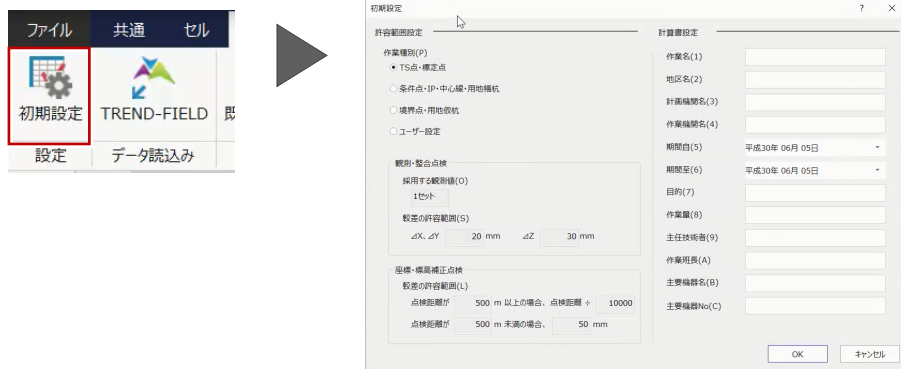 ファイル 共通 セル
初期設定 TREND-FIELD 既
設定 データ読込み
初期設定 ? ×
許容範囲設定
作業種別(P)
TS点・標定点
条件点・IP・中心線・用地幅杭
境界点・用地仮杭
ユーザー設定
観測・整合点検
採用する観測値(O)
1セット
較差の許容範囲(S)
⊿X、⊿Y 20 mm ⊿Z 30 mm
座標・標高補正点検
較差の許容範囲(L)
点検距離が 500 m 以上の場合、点検距離 ÷ 10000
点検距離が 500 m 未満の場合、 50 mm
計算書設定
作業名(1)
地区名(2)
計画機関名(3)
作業機関名(4)
期間自(5) 平成30年 06月 05日
期間至(6) 平成30年 06月 05日
目的(7)
作業量(8)
主任技術者(9)
作業班長(A)
主要機器名(B)
主要機器No(C)
OK キャンセル